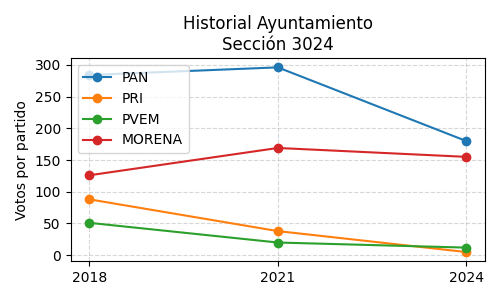 Historial Ayuntamiento
Sección 3024
Votos por partido
300
250
200
150
100
50
0
PAN
PRI
PVEM
MORENA
2018
2021
2024